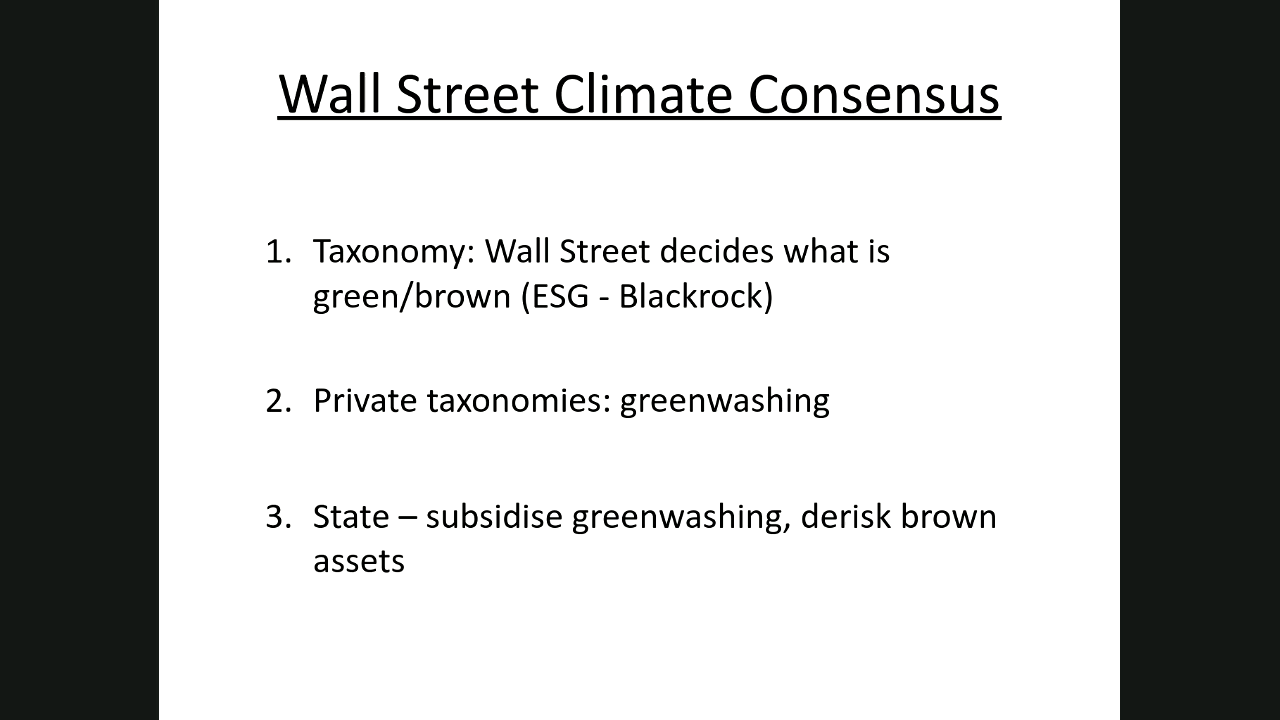 Wall Street Climate Consensus
1. Taxonomy: Wall Street decides what is
green/brown (ESG - Blackrock)
2. Private taxonomies: greenwashing
3. State – subsidise greenwashing, derisk brown
assets